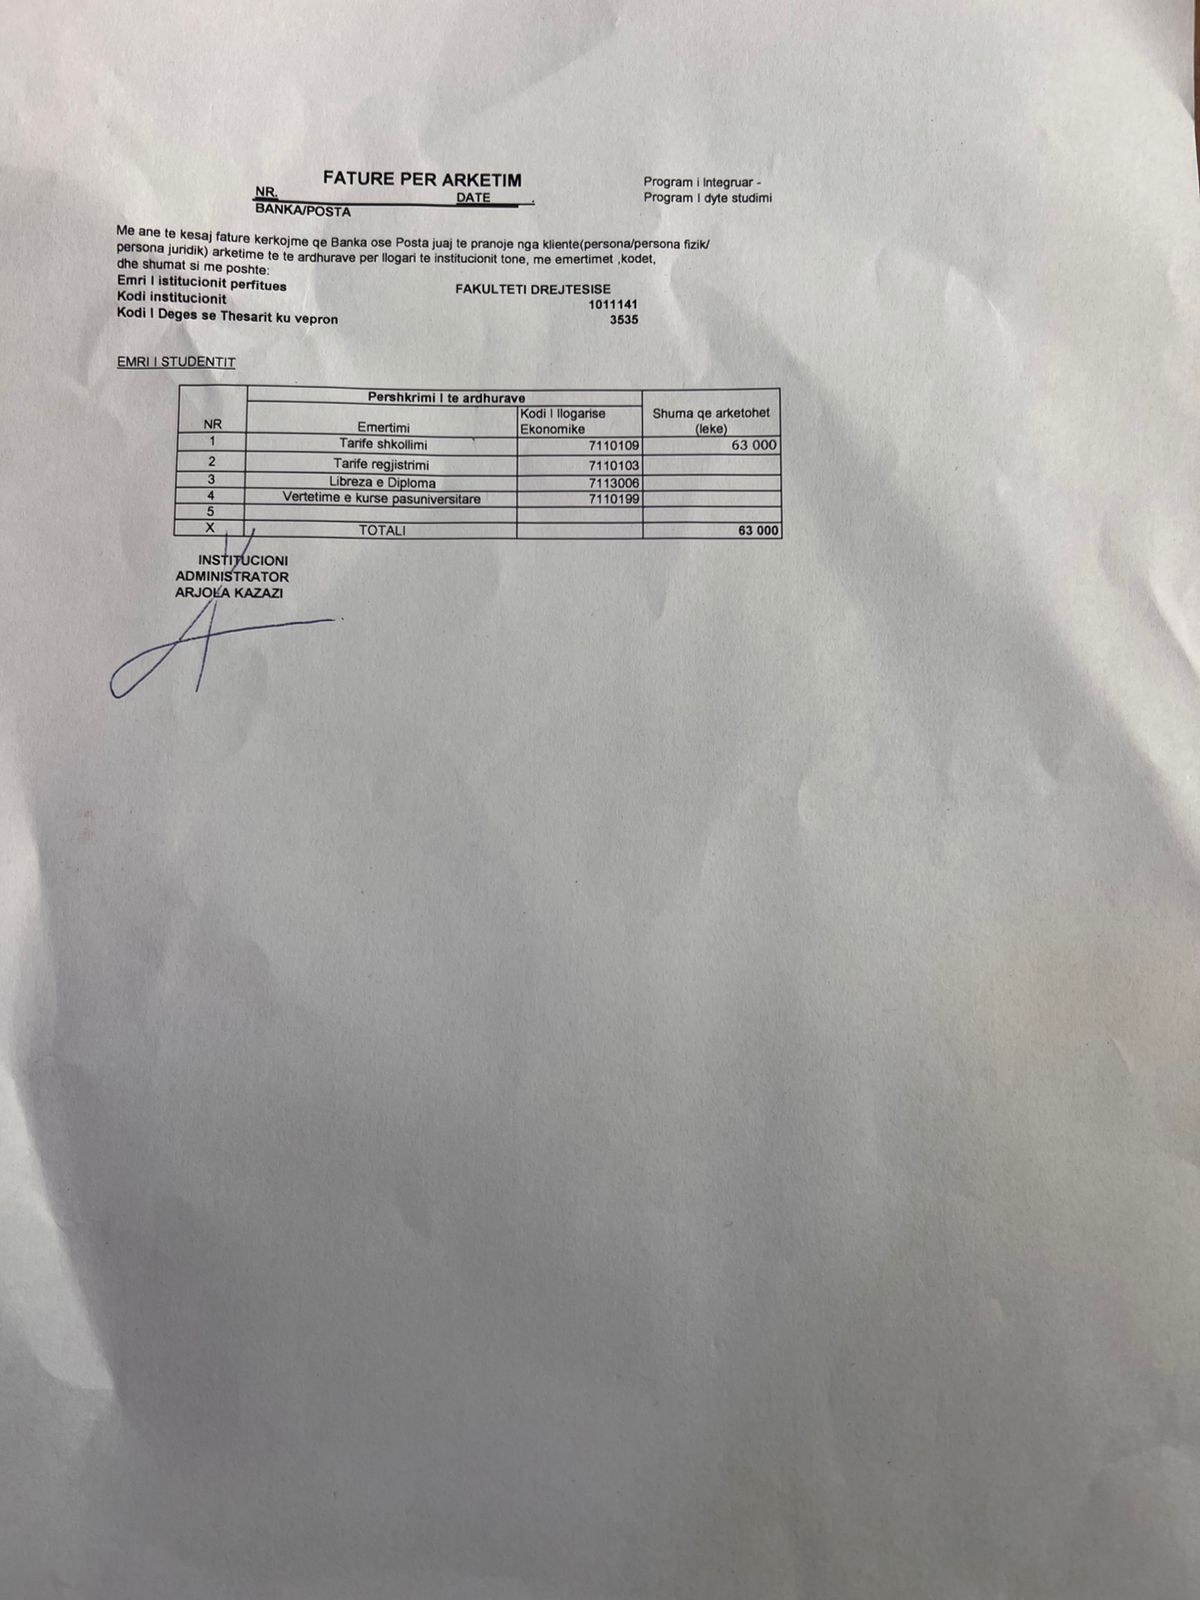 FATURE PER ARKETIM
Program i Integruar -
NR. DATE .
Program I dyte studimi
BANKA/POSTA
Me ane te kesaj fature kerkojme qe Banka ose Posta juaj te pranoje nga kliente(persona/persona fizik/
persona juridik) arketime te te ardhurave per llogari te institucionit tone, me emertimet ,kodet,
dhe shumat si me poshte:
Emri I istitucionit perfitues FAKULTETI DREJTESISE
Kodi institucionit 1011141
Kodi I Deges se Thesarit ku vepron 3535
EMRI I STUDENTIT
Pershkrimi I te ardhurave
NR Emertimi Kodi I llogarise Ekonomike Shuma qe arketohet (leke)
1 Tarife shkollimi 7110109 63 000
2 Tarife regjistrimi 7110103
3 Libreza e Diploma 7113006
4 Vertetime e kurse pasuniversitare 7110199
5
X TOTALI 63 000
INSTITUCIONI
ADMINISTRATOR
ARJOLA KAZAZI